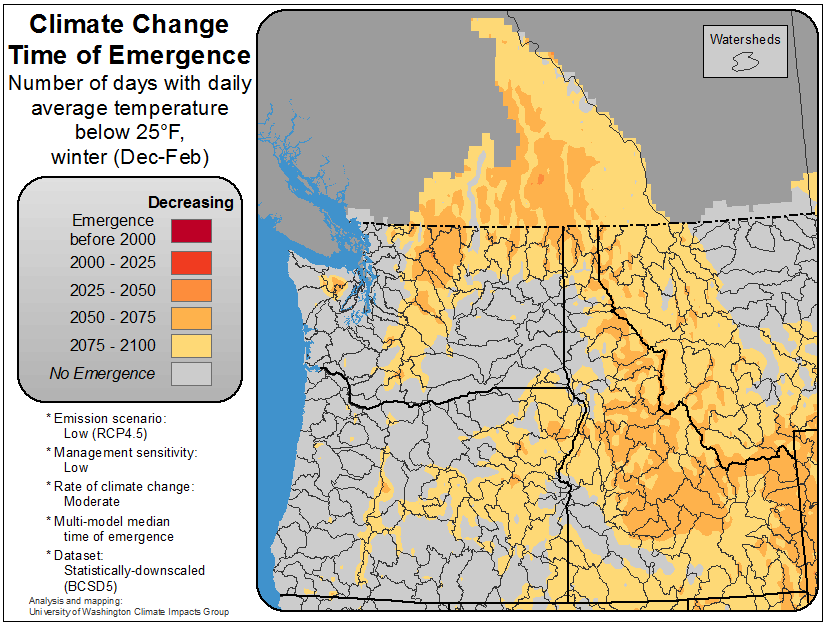 Climate Change
Time of Emergence
Number of days with daily
average temperature
below 25°F,
winter (Dec-Feb)
Decreasing
Emergence
before 2000
2000 - 2025
2025 - 2050
2050 - 2075
2075 - 2100
No Emergence
* Emission scenario:
Low (RCP4.5)
* Management sensitivity:
Low
* Rate of climate change:
Moderate
* Multi-model median
time of emergence
* Dataset:
Statistically-downscaled
(BCSD5)
Analysis and mapping:
University of Washington Climate Impacts Group
Watersheds